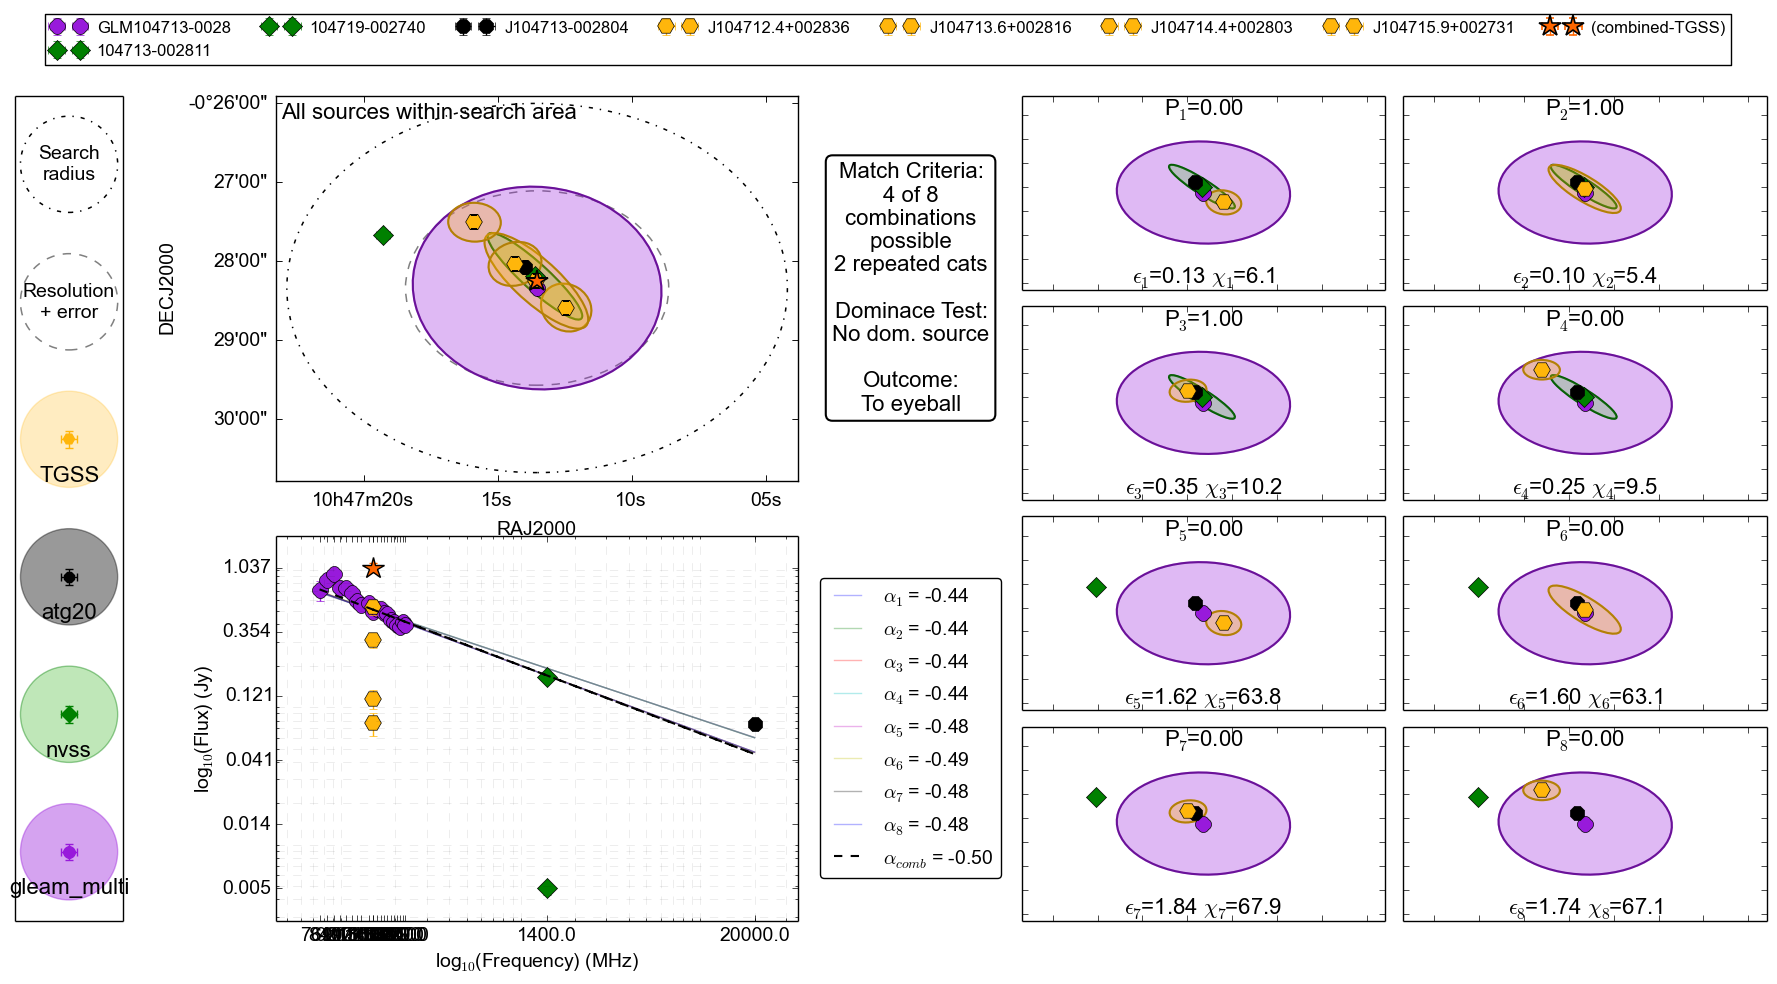 GLM104713-0028 104719-002740 J104713-002804 J104712.4+002836 J104713.6+002816 J104714.4+002803 J104715.9+002731 (combined-TGSS)
104713-002811
Search
radius
Resolution
+ error
TGSS
atg20
nvss
gleam_multi
All sources within search area
-0°26'00"
27'00"
28'00"
29'00"
30'00"
DECJ2000
10h47m20s 15s 10s 05s
RAJ2000
Match Criteria:
4 of 8
combinations
possible
2 repeated cats
Dominace Test:
No dom. source
Outcome:
To eyeball
1.037
0.354
0.121
0.041
0.014
0.005
log10(Flux) (Jy)
1400.0 20000.0
log10(Frequency) (MHz)
α1 = -0.44
α2 = -0.44
α3 = -0.44
α4 = -0.44
α5 = -0.48
α6 = -0.49
α7 = -0.48
α8 = -0.48
αcomb = -0.50
P1=0.00
ϵ1=0.13 χ1=6.1
P2=1.00
ϵ2=0.10 χ2=5.4
P3=1.00
ϵ3=0.35 χ3=10.2
P4=0.00
ϵ4=0.25 χ4=9.5
P5=0.00
ϵ5=1.62 χ5=63.8
P6=0.00
ϵ6=1.60 χ6=63.1
P7=0.00
ϵ7=1.84 χ7=67.9
P8=0.00
ϵ8=1.74 χ8=67.1